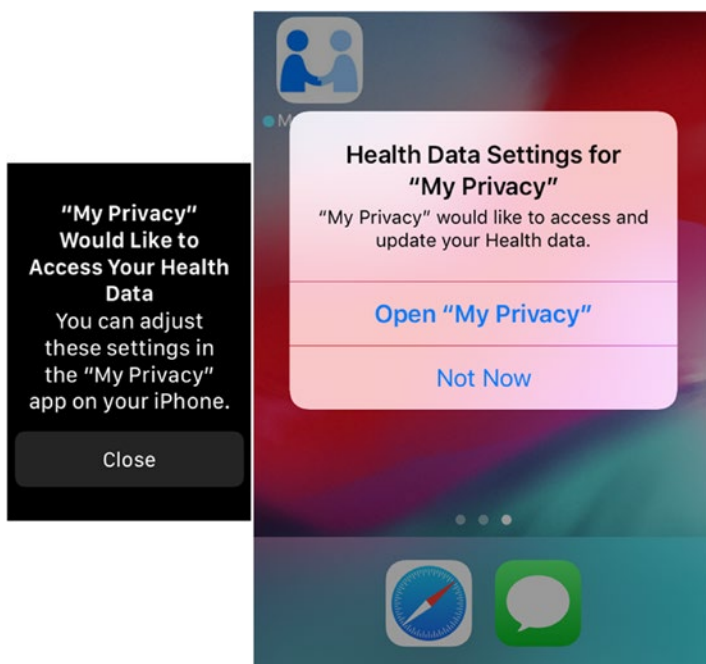 “My Privacy”
Would Like to
Access Your Health
Data
You can adjust
these settings in
the “My Privacy”
app on your iPhone.
Close
M
Health Data Settings for
“My Privacy”
“My Privacy” would like to access and
update your Health data.
Open “My Privacy”
Not Now